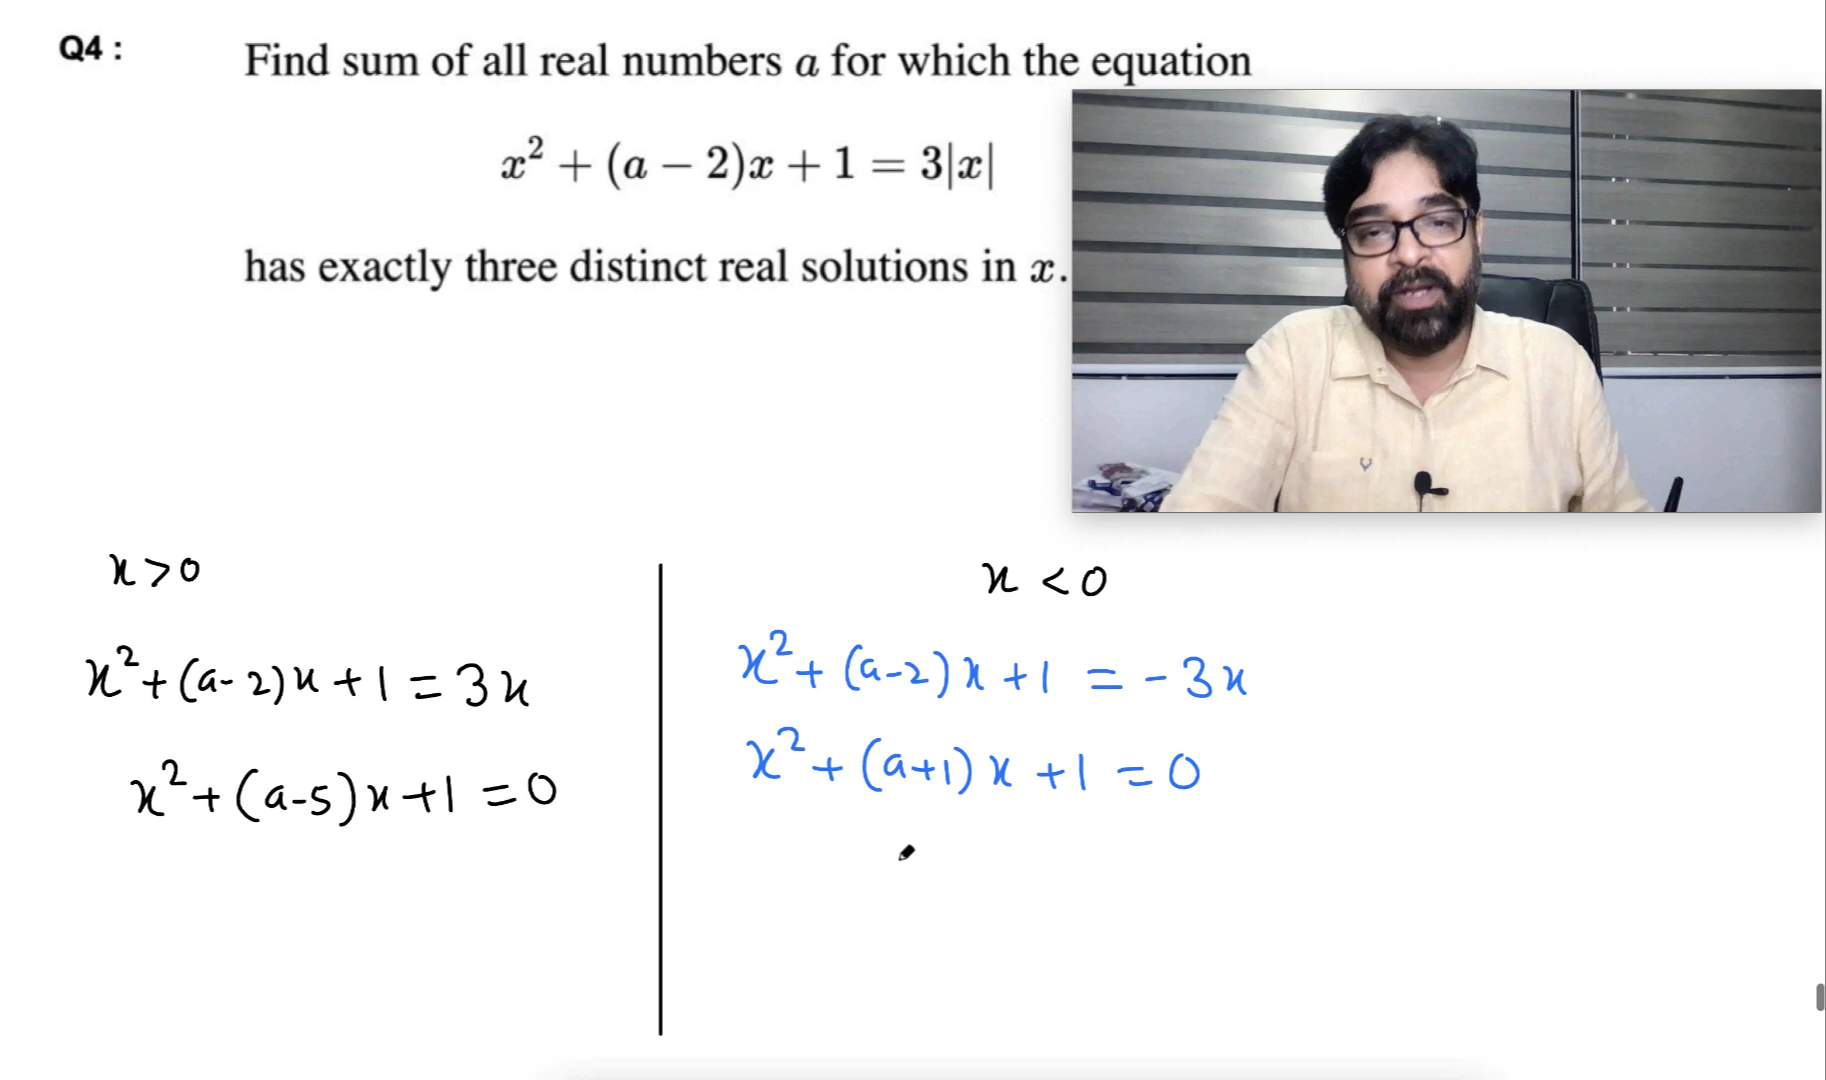 Q4 :
Find sum of all real numbers a for which the equation
x² + (a − 2)x + 1 = 3|x|
has exactly three distinct real solutions in x.
x>0
x²+(a-2)x+1=3x
x²+(a-5)x+1=0
x<0
x²+(a-2)x+1 = -3x
x²+(a+1)x+1=0